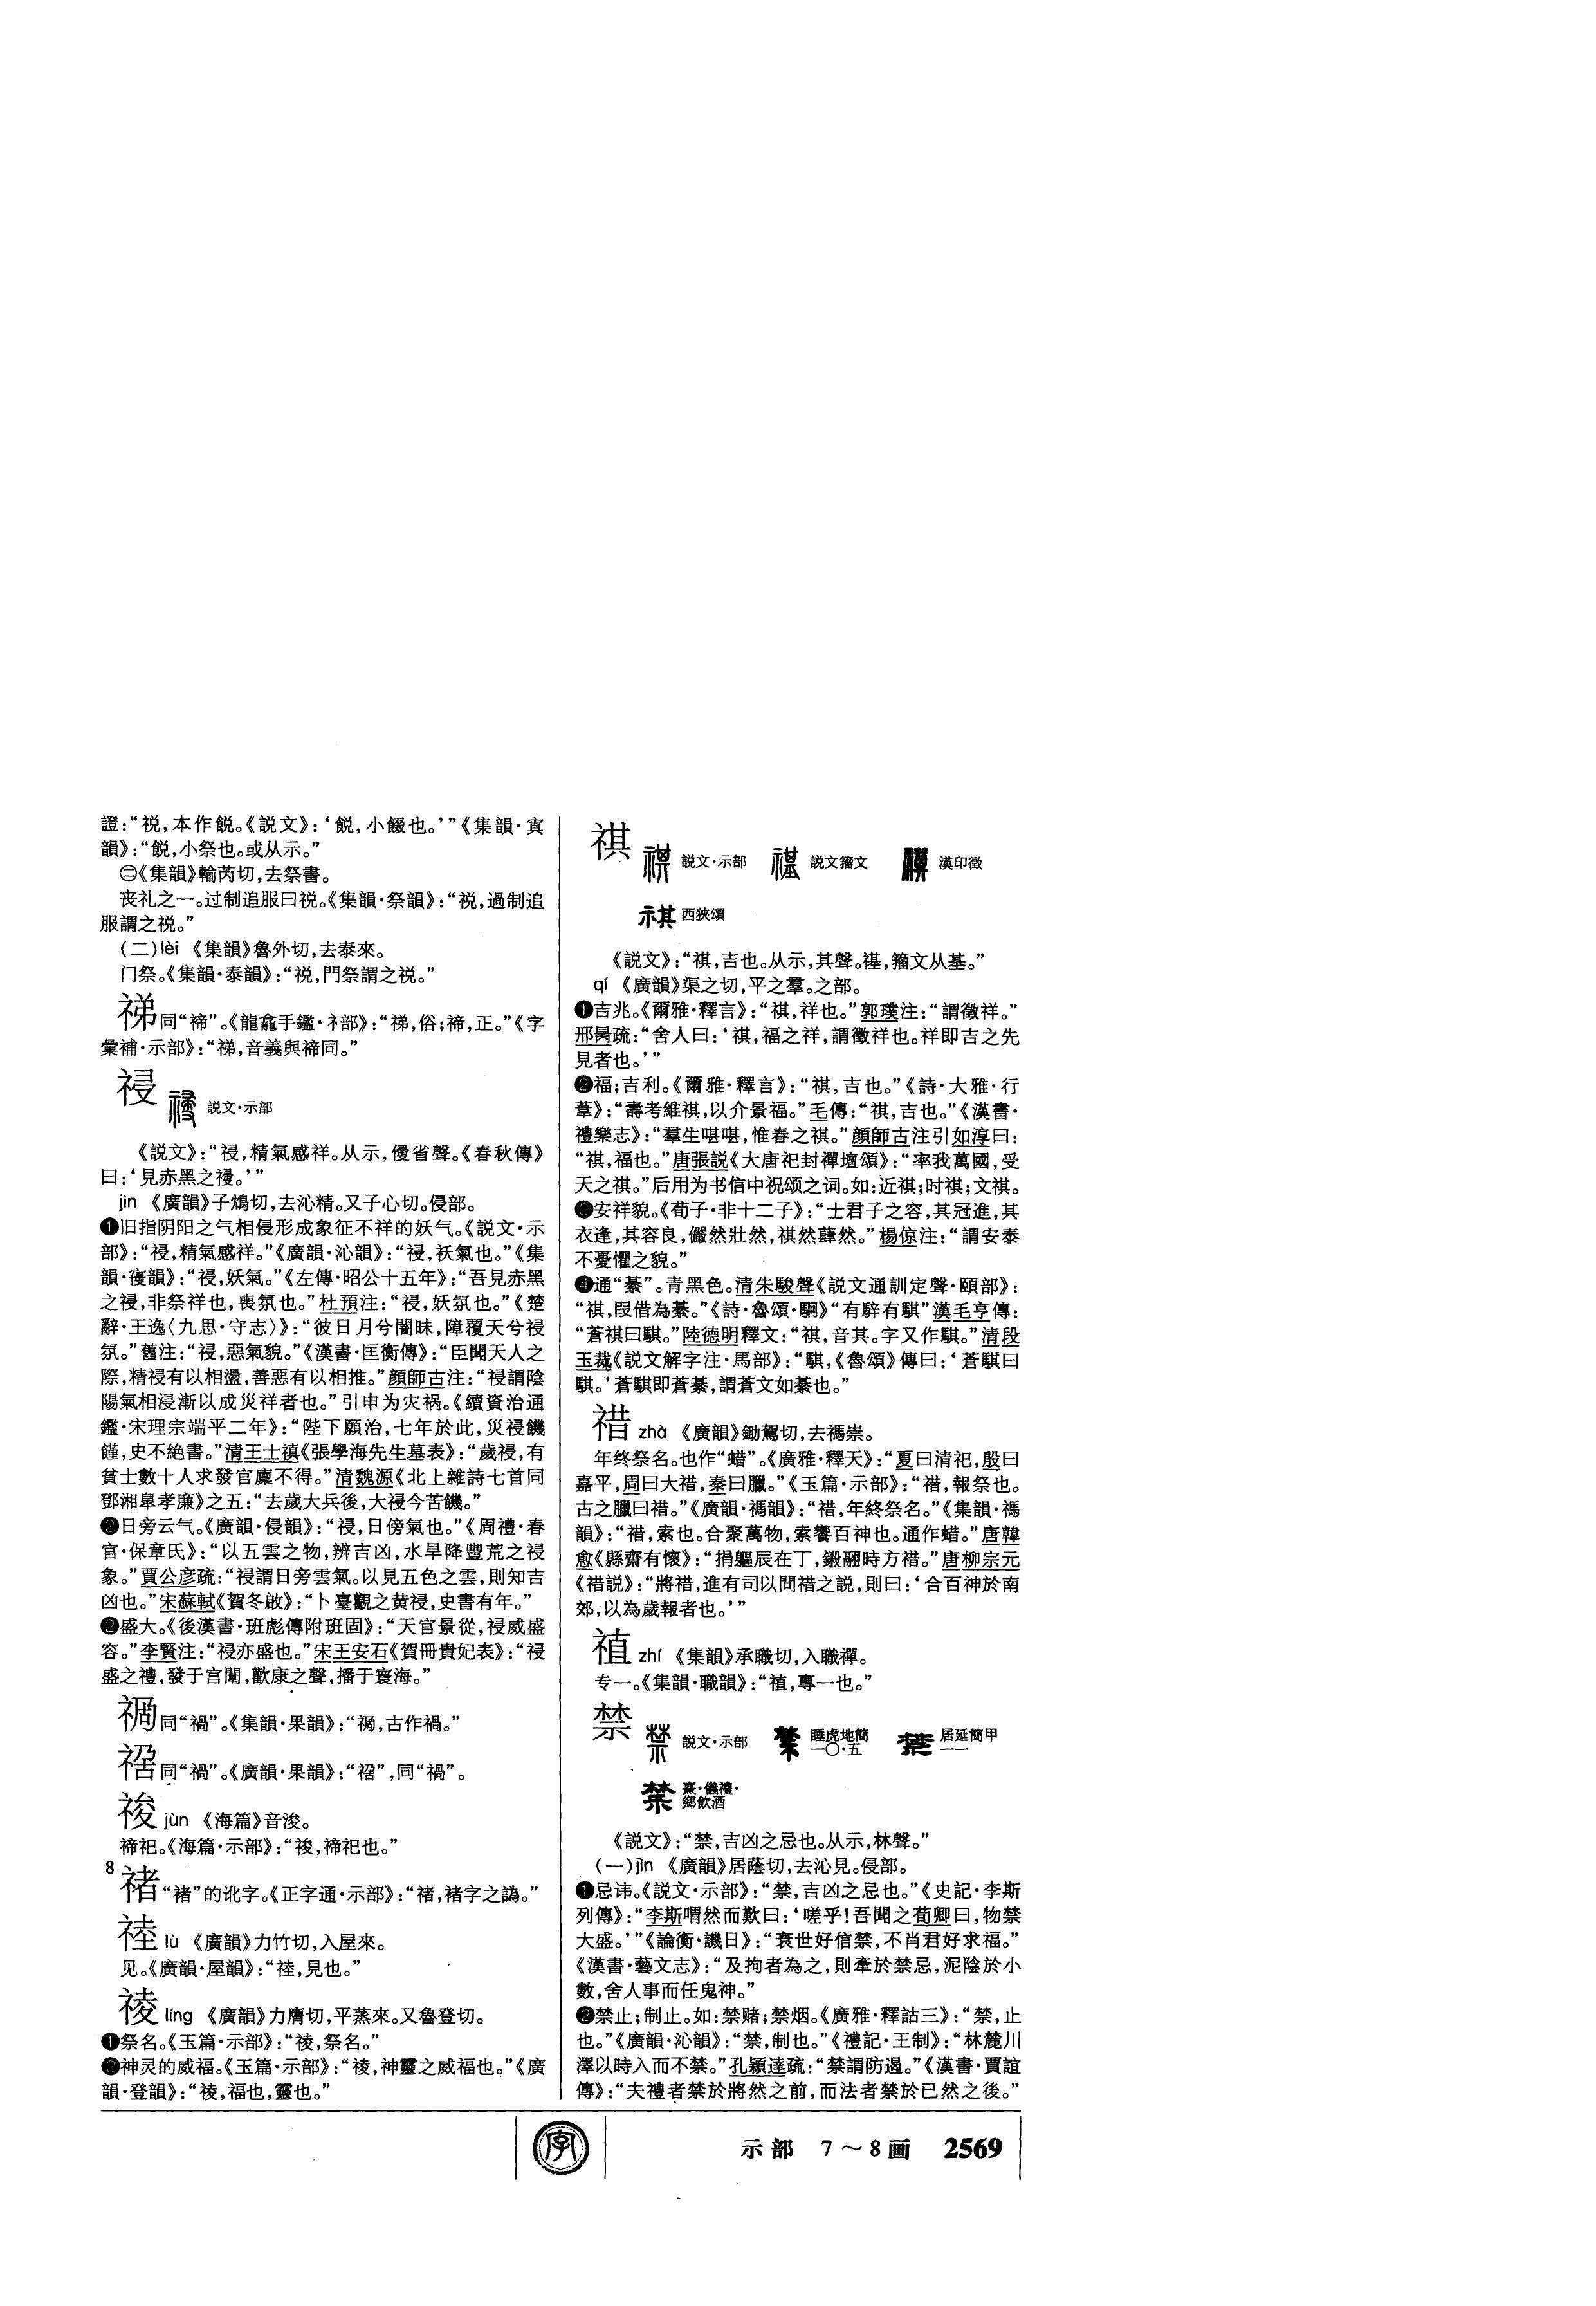 證：“裞，本作餟。《説文》：‘餟，小餟也。’”《集韻·寘
韻》：“餟，小祭也。或从示。”
㊂《集韻》輸芮切，去祭書。
丧礼之一。过制追服曰裞。《集韻·祭韻》：“裞，過制追
服謂之裞。”
（二）lèi 《集韻》魯外切，去泰來。
门祭。《集韻·泰韻》：“裞，門祭謂之裞。”
䄺同“禘”。《龍龕手鑑·礻部》：“䄺，俗；禘，正。”《字
彙補·示部》：“䄺，音義與禘同。”
祲 説文·示部
《説文》：“祲，精氣感祥。从示，㑴省聲。《春秋傳》
曰：‘見赤黑之祲。’”
jìn 《廣韻》子鴆切，去沁精。又子心切。侵部。
❶旧指阴阳之气相侵形成象征不祥的妖气。《説文·示
部》：“祲，精氣感祥。”《廣韻·沁韻》：“祲，祅氣也。”《集
韻·𡪢韻》：“祲，妖氣。”《左傳·昭公十五年》：“吾見赤黑
之祲，非祭祥也，喪氛也。”杜預注：“祲，妖氛也。”《楚
辭·王逸〈九思·守志〉》：“彼日月兮闇昧，障覆天兮祲
氛。”舊注：“祲，惡氣貌。”《漢書·匡衡傳》：“臣聞天人之
際，精祲有以相盪，善惡有以相推。”顔師古注：“祲謂陰
陽氣相浸漸以成災祥者也。”引申为灾祸。《續資治通
鑑·宋理宗端平二年》：“陛下願治，七年於此，災祲饑
饉，史不絶書。”清王士禛《張學海先生墓表》：“歲祲，有
貧士數十人求發官廪不得。”清魏源《北上雜詩七首同
鄧湘皋孝廉》之五：“去歲大兵後，大祲今苦饑。”
❷日旁云气。《廣韻·侵韻》：“祲，日傍氣也。”《周禮·春
官·保章氏》：“以五雲之物，辨吉凶，水旱降豐荒之祲
象。”賈公彦疏：“祲謂日旁雲氣。以見五色之雲，則知吉
凶也。”宋蘇軾《賀冬啟》：“卜臺觀之黄祲，史書有年。”
❷盛大。《後漢書·班彪傳附班固》：“天官景從，祲威盛
容。”李賢注：“祲亦盛也。”宋王安石《賀冊貴妃表》：“祲
盛之禮，發于宫闈，歡康之聲，播于寰海。”
同“禍”。《集韻·果韻》：“，古作禍。”
同“禍”。《廣韻·果韻》：“”，同“禍”。
祾 jùn 《海篇》音浚。
禘祀。《海篇·示部》：“，禘祀也。”
8
禇 “褚”的讹字。《正字通·示部》：“禇，褚字之譌。”
稑 lù 《廣韻》力竹切，入屋來。
见。《廣韻·屋韻》：“，見也。”
祾 líng 《廣韻》力膺切，平蒸來。又魯登切。
❶祭名。《玉篇·示部》：“祾，祭名。”
❷神灵的威福。《玉篇·示部》：“祾，神靈之威福也。”《廣
韻·登韻》：“祾，福也，靈也。”
祺 説文·示部 説文籀文 漢印徵
西狹頌
《説文》：“祺，吉也。从示，其聲。禥，籀文从基。”
qí 《廣韻》渠之切，平之羣。之部。
❶吉兆。《爾雅·釋言》：“祺，祥也。”郭璞注：“謂徵祥。”
邢昺疏：“舍人曰：‘祺，福之祥，謂徵祥也。祥即吉之先
見者也。’”
❷福；吉利。《爾雅·釋言》：“祺，吉也。”《詩·大雅·行
葦》：“壽考維祺，以介景福。”毛傳：“祺，吉也。”《漢書·
禮樂志》：“羣生啿啿，惟春之祺。”顔師古注引如淳曰：
“祺，福也。”唐張説《大唐祀封禪壇頌》：“率我萬國，受
天之祺。”后用为书信中祝颂之词。如：近祺；时祺；文祺。
❸安祥貌。《荀子·非十二子》：“士君子之容，其冠進，其
衣逢，其容良，儼然壯然，祺然蕼然。”楊倞注：“謂安泰
不憂懼之貌。”
❹通“綦”。青黑色。清朱駿聲《説文通訓定聲·頤部》：
“祺，叚借為綦。”《詩·魯頌·駉》“有騂有騏”漢毛亨傳：
“蒼祺曰騏。”陸德明釋文：“祺，音其。字又作騏。”清段
玉裁《説文解字注·馬部》：“騏，《魯頌》傳曰：‘蒼騏曰
騏。’蒼騏即蒼綦，謂蒼文如綦也。”
䄍 zhà 《廣韻》鋤駕切，去禡崇。
年终祭名。也作“蜡”。《廣雅·釋天》：“夏曰清祀，殷曰
嘉平，周曰大䄍，秦曰臘。”《玉篇·示部》：“䄍，報祭也。
古之臘曰䄍。”《廣韻·禡韻》：“䄍，年終祭名。”《集韻·禡
韻》：“䄍，索也。合聚萬物，索饗百神也。通作蜡。”唐韓
愈《縣齋有懷》：“捐軀辰在丁，鎩翮時方䄍。”唐柳宗元
《䄍説》：“將䄍，進有司以問䄍之説，則曰：‘合百神於南
郊，以為歲報者也。’”
禃 zhí 《集韻》承職切，入職禪。
专一。《集韻·職韻》：“禃，專一也。”
禁 説文·示部 睡虎地簡一〇·五 居延簡甲一一
熹·儀禮·鄉飲酒
《説文》：“禁，吉凶之忌也。从示，林聲。”
（一）jìn 《廣韻》居蔭切，去沁見。侵部。
❶忌讳。《説文·示部》：“禁，吉凶之忌也。”《史記·李斯
列傳》：“李斯喟然而歎曰：‘嗟乎！吾聞之荀卿曰，物禁
大盛。’”《論衡·譏日》：“衰世好信禁，不肖君好求福。”
《漢書·藝文志》：“及拘者為之，則牽於禁忌，泥陰於小
數，舍人事而任鬼神。”
❷禁止；制止。如：禁赌；禁烟。《廣雅·釋詁三》：“禁，止
也。”《廣韻·沁韻》：“禁，制也。”《禮記·王制》：“林麓川
澤以時入而不禁。”孔穎達疏：“禁謂防遏。”《漢書·賈誼
傳》：“夫禮者禁於將然之前，而法者禁於已然之後。”
字 示部 7～8画 2569